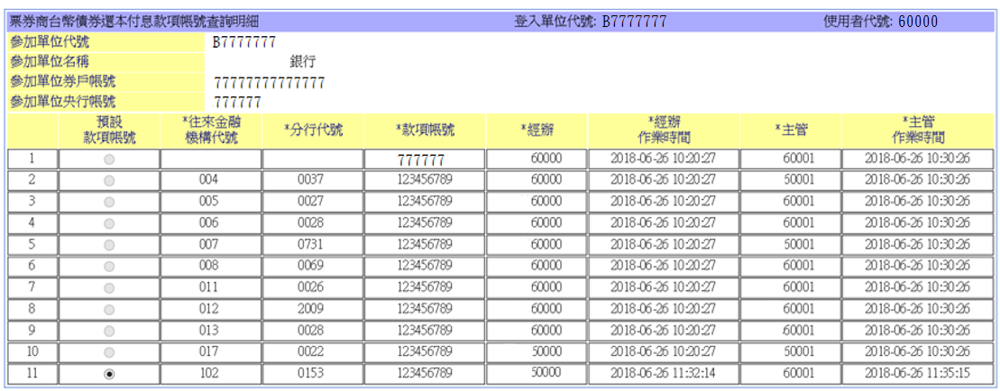 票券商台幣債券還本付息款項帳號查詢明細 登入單位代號: B7777777 使用者代號: 60000
參加單位代號 B7777777
參加單位名稱 銀行
參加單位券戶帳號 77777777777777
參加單位央行帳號 777777
預設款項帳號 *往來金融機構代號 *分行代號 *款項帳號 *經辦 *經辦作業時間 *主管 *主管作業時間
1 777777 60000 2018-06-26 10:20:27 60001 2018-06-26 10:30:26
2 004 0037 123456789 60000 2018-06-26 10:20:27 50001 2018-06-26 10:30:26
3 005 0027 123456789 60000 2018-06-26 10:20:27 60001 2018-06-26 10:30:26
4 006 0028 123456789 60000 2018-06-26 10:20:27 60001 2018-06-26 10:30:26
5 007 0731 123456789 60000 2018-06-26 10:20:27 50001 2018-06-26 10:30:26
6 008 0069 123456789 60000 2018-06-26 10:20:27 60001 2018-06-26 10:30:26
7 011 0026 123456789 60000 2018-06-26 10:20:27 60001 2018-06-26 10:30:26
8 012 2009 123456789 60000 2018-06-26 10:20:27 60001 2018-06-26 10:30:26
9 013 0028 123456789 60000 2018-06-26 10:20:27 60001 2018-06-26 10:30:26
10 017 0022 123456789 50000 2018-06-26 10:20:27 50001 2018-06-26 10:30:26
11 102 0153 123456789 50000 2018-06-26 11:32:14 60001 2018-06-26 11:35:15